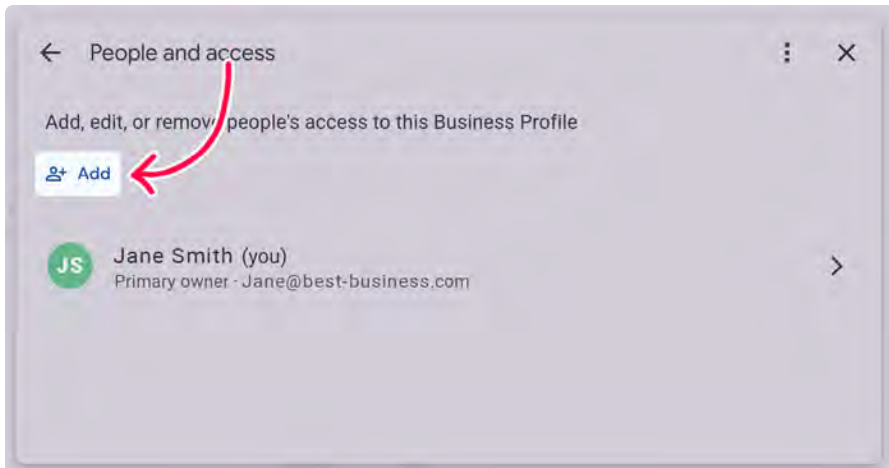 People and access
Add, edit, or remove people's access to this Business Profile
Add
JS
Jane Smith (you)
Primary owner · Jane@best-business.com